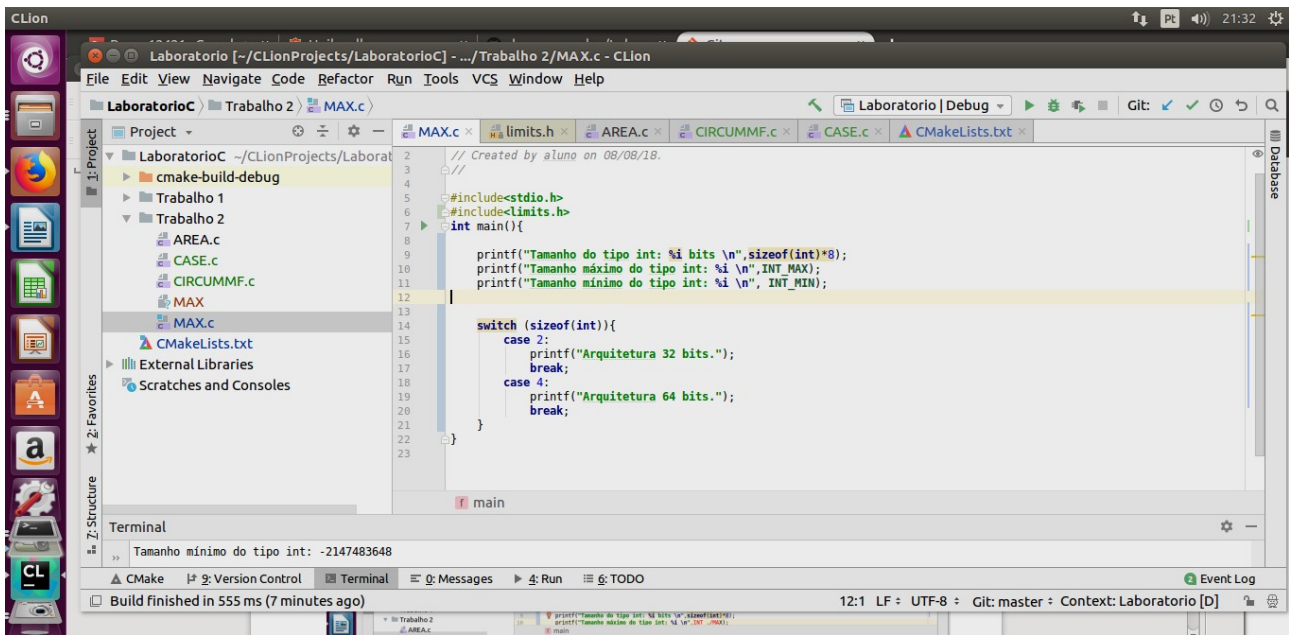 CLion
Pt
21:32
Laboratorio [~/CLionProjects/LaboratorioC] - .../Trabalho 2/MAX.c - CLion
File Edit View Navigate Code Refactor Run Tools VCS Window Help
LaboratorioC Trabalho 2 MAX.c
Laboratorio | Debug
Git:
1: Project
Project
MAX.c limits.h AREA.c CIRCUMMF.c CASE.c CMakeLists.txt
Database
LaboratorioC ~/CLionProjects/Laborat
cmake-build-debug
Trabalho 1
Trabalho 2
AREA.c
CASE.c
CIRCUMMF.c
MAX
MAX.c
CMakeLists.txt
External Libraries
Scratches and Consoles
2: Favorites
Z: Structure
2 // Created by aluno on 08/08/18.
3 //
4
5 #include<stdio.h>
6 #include<limits.h>
7 int main(){
8
9 printf("Tamanho do tipo int: %i bits \n",sizeof(int)*8);
10 printf("Tamanho máximo do tipo int: %i \n",INT_MAX);
11 printf("Tamanho mínimo do tipo int: %i \n", INT_MIN);
12
13
14 switch (sizeof(int)){
15 case 2:
16 printf("Arquitetura 32 bits.");
17 break;
18 case 4:
19 printf("Arquitetura 64 bits.");
20 break;
21 }
22 }
23
f main
Terminal
Tamanho mínimo do tipo int: -2147483648
CMake 9: Version Control Terminal 0: Messages 4: Run 6: TODO
2 Event Log
Build finished in 555 ms (7 minutes ago)
12:1 LF UTF-8 Git: master Context: Laboratorio [D]
Trabalho 2
AREA.c
main
a
CL